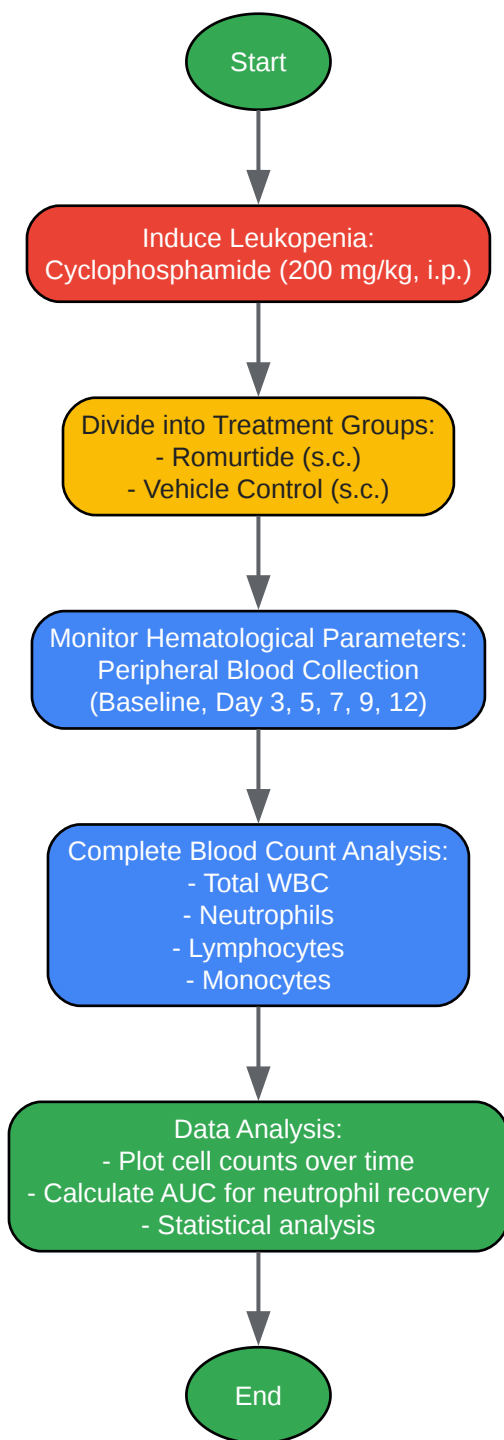 Start
Induce Leukopenia:
Cyclophosphamide (200 mg/kg, i.p.)
Divide into Treatment Groups:
- Romurtide (s.c.)
- Vehicle Control (s.c.)
Monitor Hematological Parameters:
Peripheral Blood Collection
(Baseline, Day 3, 5, 7, 9, 12)
Complete Blood Count Analysis:
- Total WBC
- Neutrophils
- Lymphocytes
- Monocytes
Data Analysis:
- Plot cell counts over time
- Calculate AUC for neutrophil recovery
- Statistical analysis
End